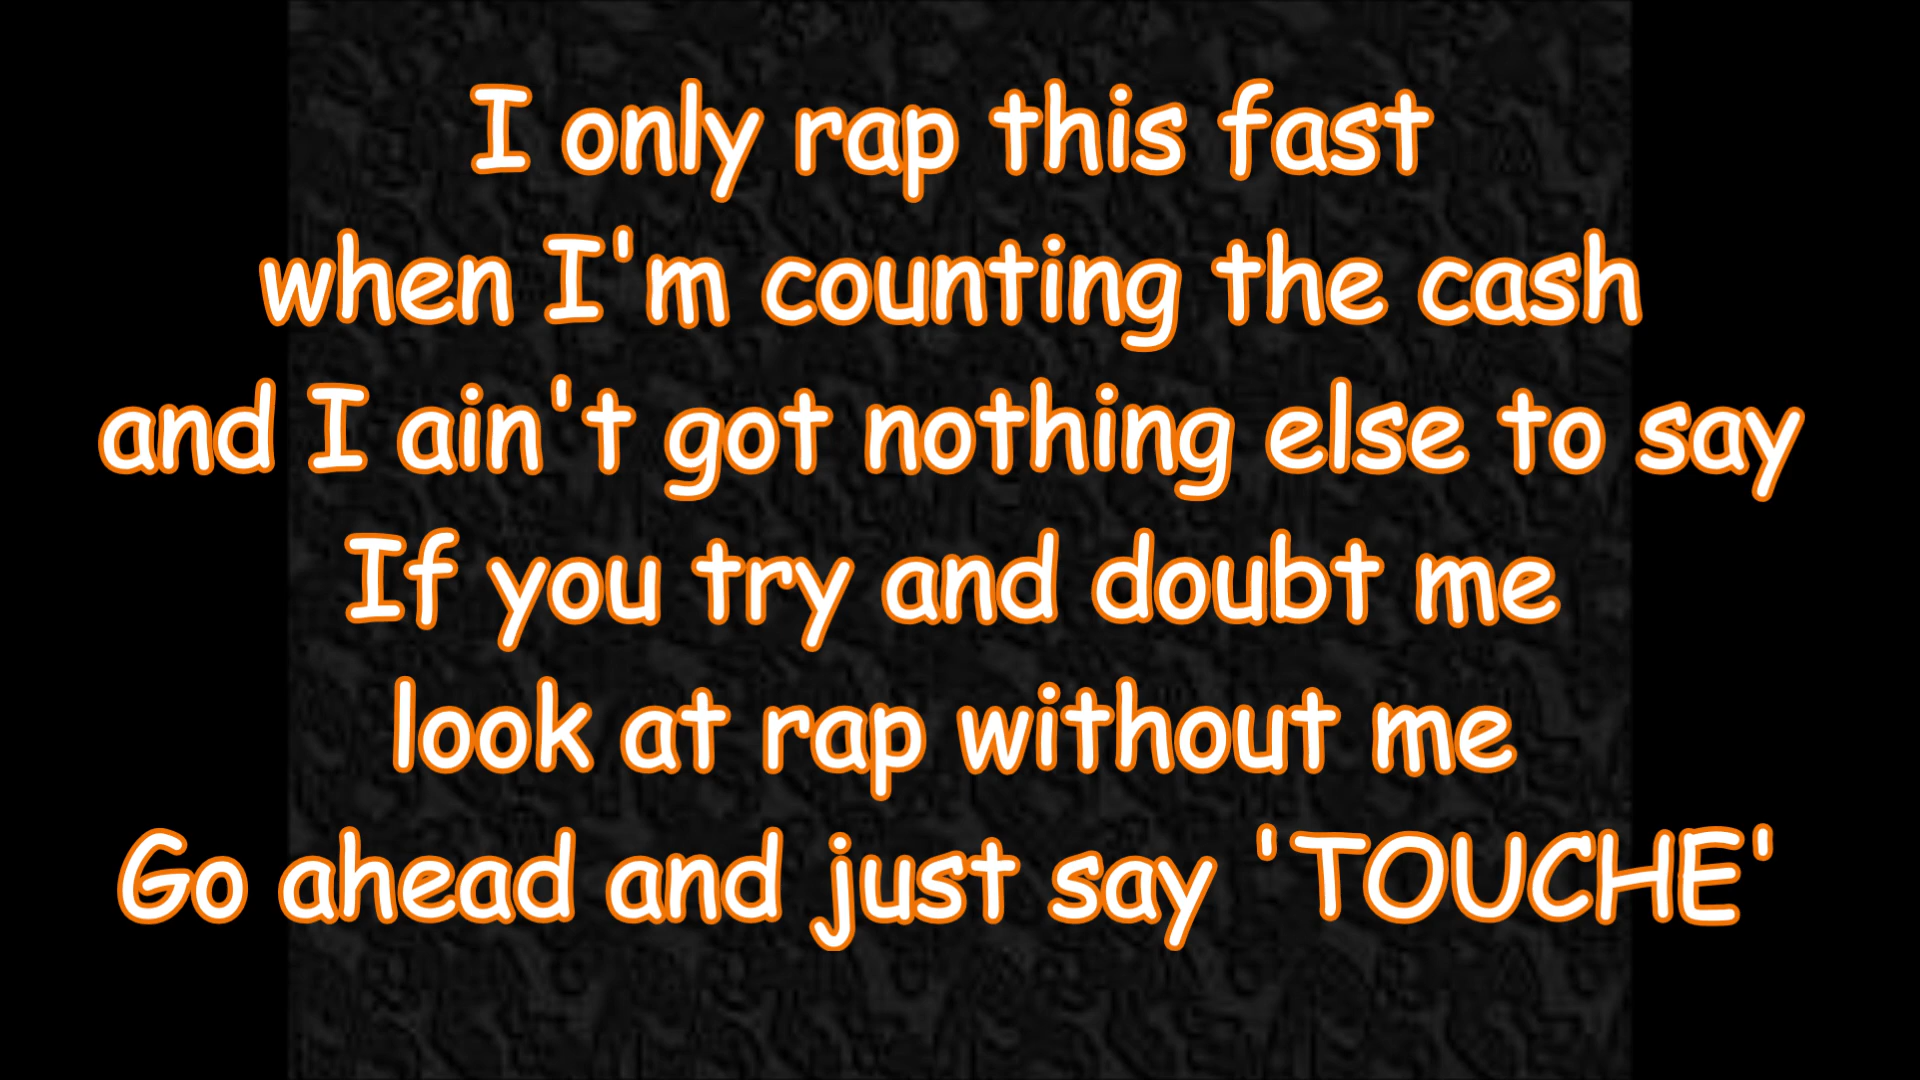 I only rap this fast
when I'm counting the cash
and I ain't got nothing else to say
If you try and doubt me
look at rap without me
Go ahead and just say 'TOUCHE'